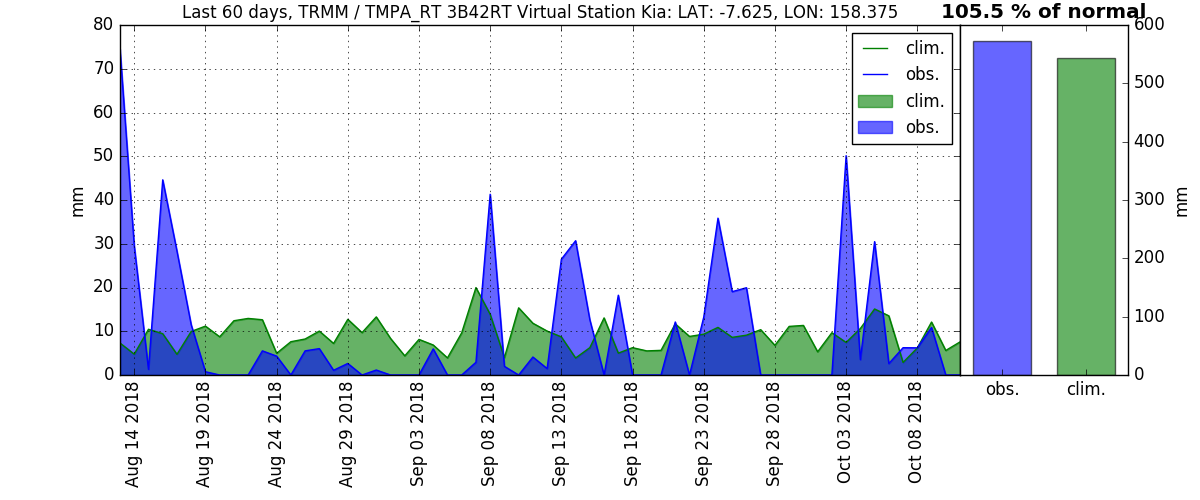 Last 60 days, TRMM / TMPA_RT 3B42RT Virtual Station Kia: LAT: -7.625, LON: 158.375
105.5 % of normal
80
70
60
50
40
30
20
10
0
mm
clim.
obs.
clim.
obs.
600
500
400
300
200
100
0
mm
obs.
clim.
Aug 14 2018
Aug 19 2018
Aug 24 2018
Aug 29 2018
Sep 03 2018
Sep 08 2018
Sep 13 2018
Sep 18 2018
Sep 23 2018
Sep 28 2018
Oct 03 2018
Oct 08 2018